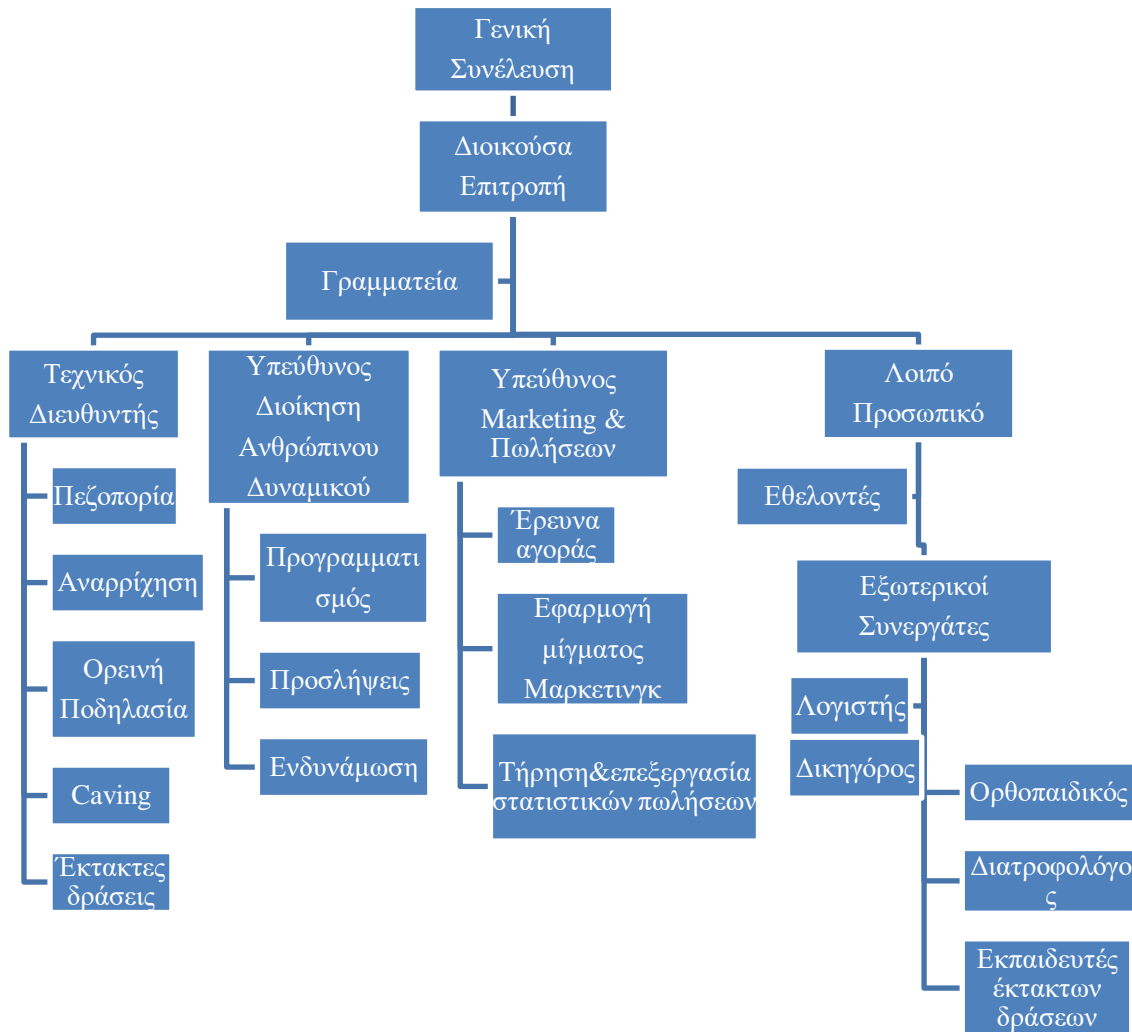 Γενική
Συνέλευση
Διοικούσα
Επιτροπή
Γραμματεία
Τεχνικός
Διευθυντής
Πεζοπορία
Αναρρίχηση
Ορεινή
Ποδηλασία
Caving
Έκτακτες
δράσεις
Υπεύθυνος
Διοίκηση
Ανθρώπινου
Δυναμικού
Προγραμματι
σμός
Προσλήψεις
Ενδυνάμωση
Υπεύθυνος
Marketing &
Πωλήσεων
Έρευνα
αγοράς
Εφαρμογή
μίγματος
Μαρκετινγκ
Τήρηση&επεξεργασία
στατιστικών πωλήσεων
Λοιπό
Προσωπικό
Εθελοντές
Εξωτερικοί
Συνεργάτες
Λογιστής
Δικηγόρος
Ορθοπαιδικός
Διατροφολόγο
ς
Εκπαιδευτές
έκτακτων
δράσεων